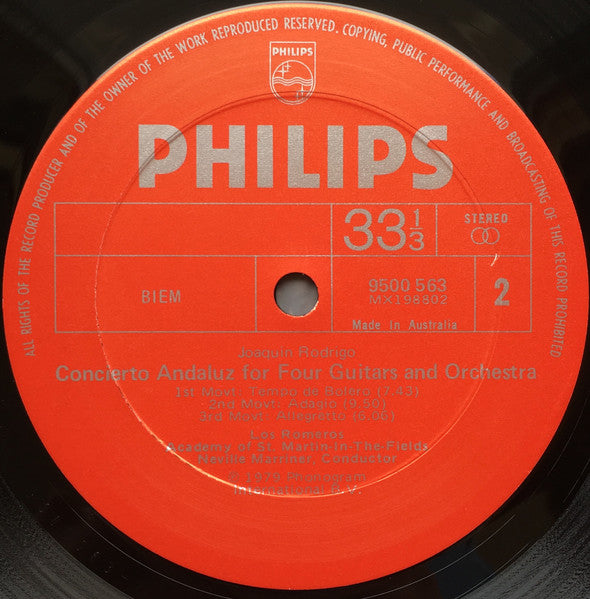 ALL RIGHTS OF THE RECORD PRODUCER AND OF THE OWNER OF THE WORK REPRODUCED RESERVED. COPYING, PUBLIC PERFORMANCE AND BROADCASTING OF THIS RECORD PROHIBITED
PHILIPS
PHILIPS
33 1/3
STEREO
BIEM
9500 563
MX198802
2
Made in Australia
Joaquin Rodrigo
Concierto Andaluz for Four Guitars and Orchestra
1st Movt. Tempo de Bolero (7.43)
2nd Movt. Adagio (9.50)
3rd Movt. Allegretto (6.06)
Los Romeros
Academy of St. Martin-In-The-Fields
Neville Marriner, Conductor
℗ 1979 Phonogram
International B.V.